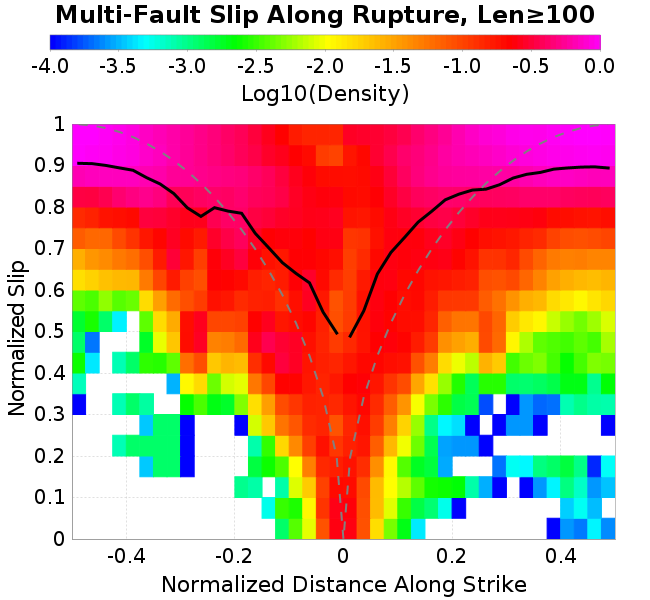 Multi-Fault Slip Along Rupture, Len≥100
-4.0 -3.5 -3.0 -2.5 -2.0 -1.5 -1.0 -0.5 0.0
Log10(Density)
1
0.9
0.8
0.7
0.6
0.5
0.4
0.3
0.2
0.1
0
Normalized Slip
-0.4 -0.2 0 0.2 0.4
Normalized Distance Along Strike